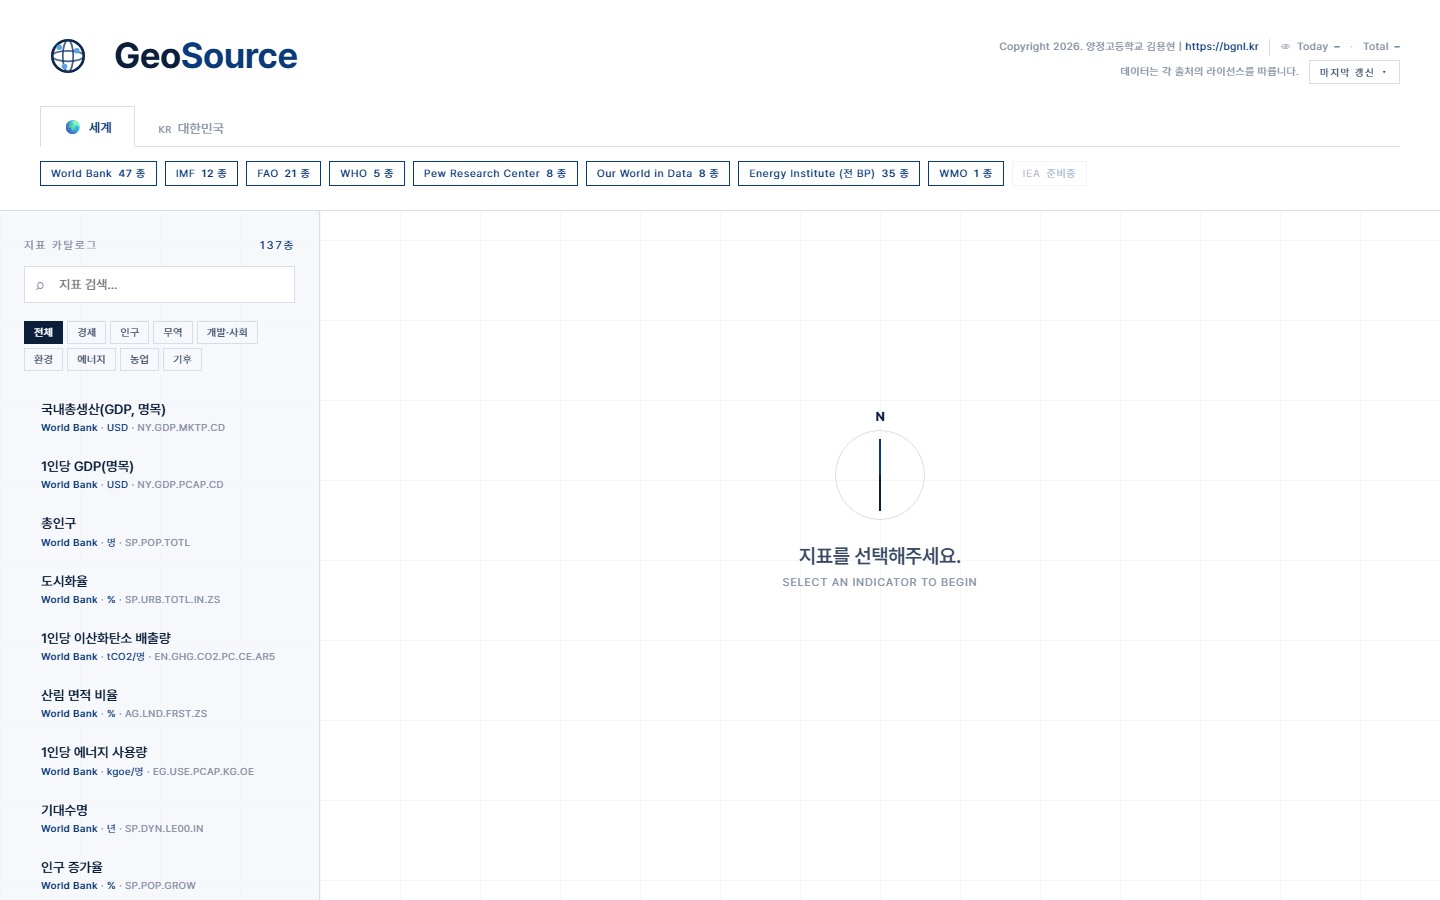 GeoSource
Copyright 2026. 양정고등학교 김용현 | https://bgnl.kr
Today – · Total –
데이터는 각 출처의 라이선스를 따릅니다.
마지막 갱신 ·
세계
KR 대한민국
World Bank 47 종
IMF 12 종
FAO 21 종
WHO 5 종
Pew Research Center 8 종
Our World in Data 8 종
Energy Institute (전 BP) 35 종
WMO 1 종
IEA 준비중
지표 카탈로그
137종
지표 검색...
전체
경제
인구
무역
개발·사회
환경
에너지
농업
기후
국내총생산(GDP, 명목)
World Bank · USD · NY.GDP.MKTP.CD
1인당 GDP(명목)
World Bank · USD · NY.GDP.PCAP.CD
총인구
World Bank · 명 · SP.POP.TOTL
도시화율
World Bank · % · SP.URB.TOTL.IN.ZS
1인당 이산화탄소 배출량
World Bank · tCO2/명 · EN.GHG.CO2.PC.CE.AR5
산림 면적 비율
World Bank · % · AG.LND.FRST.ZS
1인당 에너지 사용량
World Bank · kgoe/명 · EG.USE.PCAP.KG.OE
기대수명
World Bank · 년 · SP.DYN.LE00.IN
인구 증가율
World Bank · % · SP.POP.GROW
N
지표를 선택해주세요.
SELECT AN INDICATOR TO BEGIN